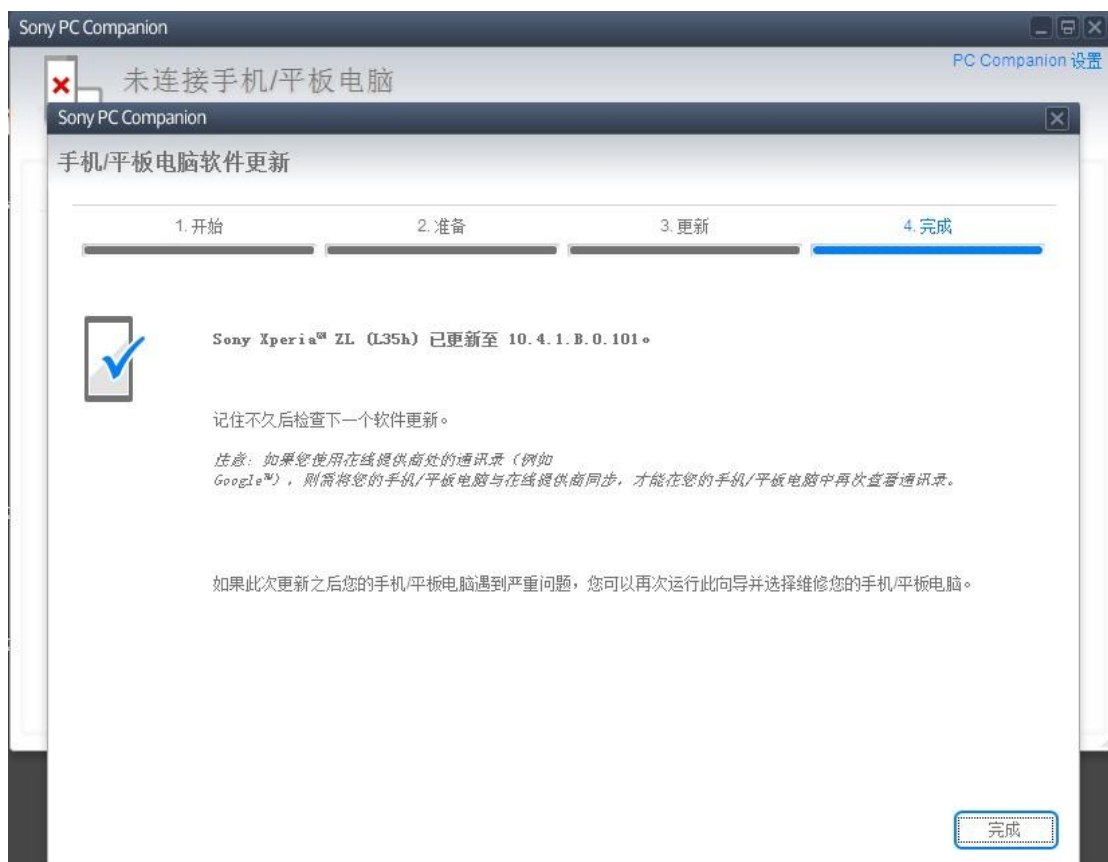 Sony PC Companion
PC Companion 设置
未连接手机/平板电脑
Sony PC Companion
手机/平板电脑软件更新
1. 开始
2. 准备
3. 更新
4. 完成
Sony Xperia™ ZL (L35h) 已更新至 10.4.1.B.0.101。
记住不久后检查下一个软件更新。
注意：如果您使用在线提供商处的通讯录（例如
Google™），则需将您的手机/平板电脑与在线提供商同步，才能在您的手机/平板电脑中再次查看通讯录。
如果此次更新之后您的手机/平板电脑遇到严重问题，您可以再次运行此向导并选择维修您的手机/平板电脑。
完成